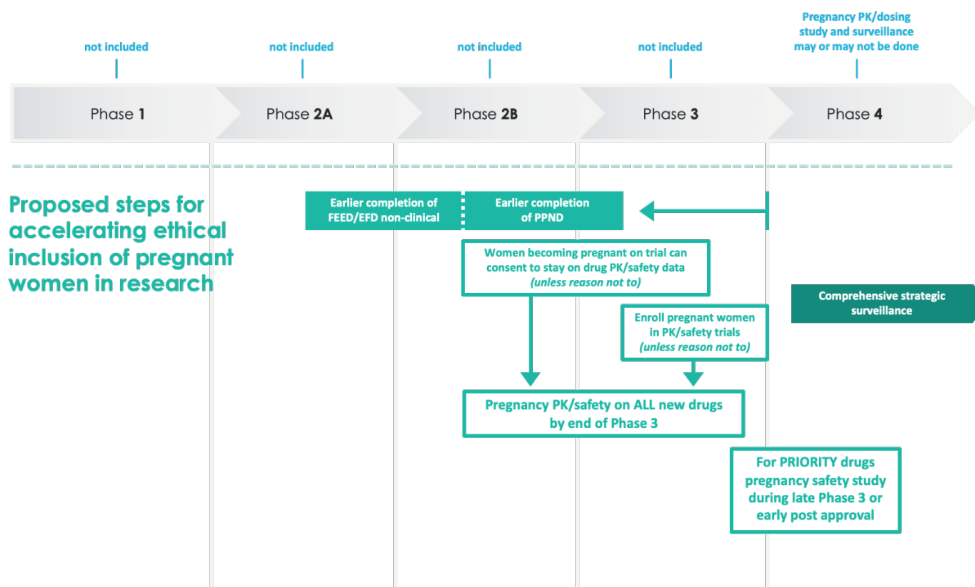 not included
not included
not included
not included
Pregnancy PK/dosing
study and surveillance
may or may not be done
Phase 1
Phase 2A
Phase 2B
Phase 3
Phase 4
Proposed steps for
accelerating ethical
inclusion of pregnant
women in research
Earlier completion of
FEED/EFD non-clinical
Earlier completion
of PPND
Women becoming pregnant on trial can
consent to stay on drug PK/safety data
(unless reason not to)
Comprehensive strategic
surveillance
Enroll pregnant women
in PK/safety trials
(unless reason not to)
Pregnancy PK/safety on ALL new drugs
by end of Phase 3
For PRIORITY drugs
pregnancy safety study
during late Phase 3 or
early post approval